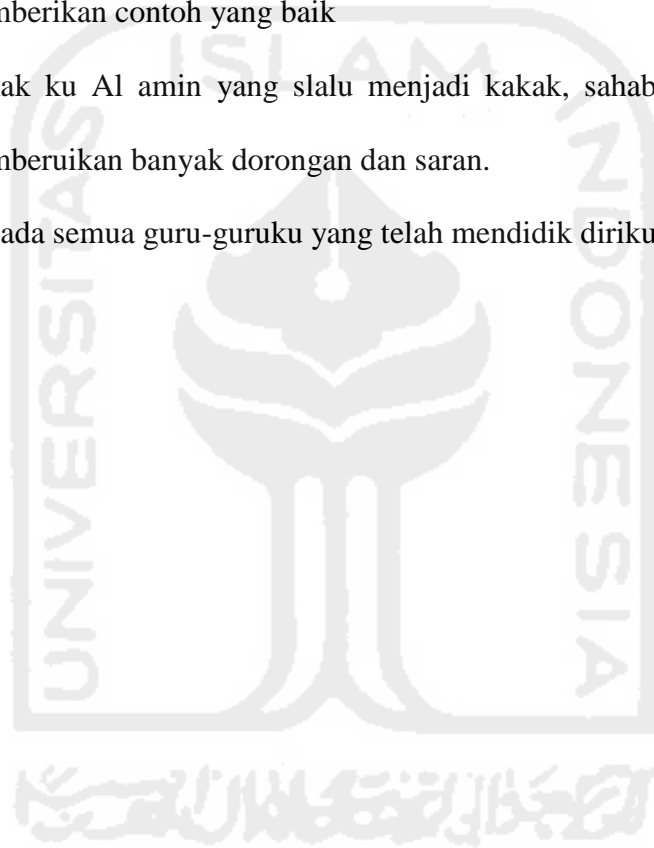 mberikan contoh yang baik
ak ku Al amin yang slalu menjadi kakak, sahab
mberuikan banyak dorongan dan saran.
ada semua guru-guruku yang telah mendidik diriku
ISLAM
UNIVERSITAS
INDONESIA